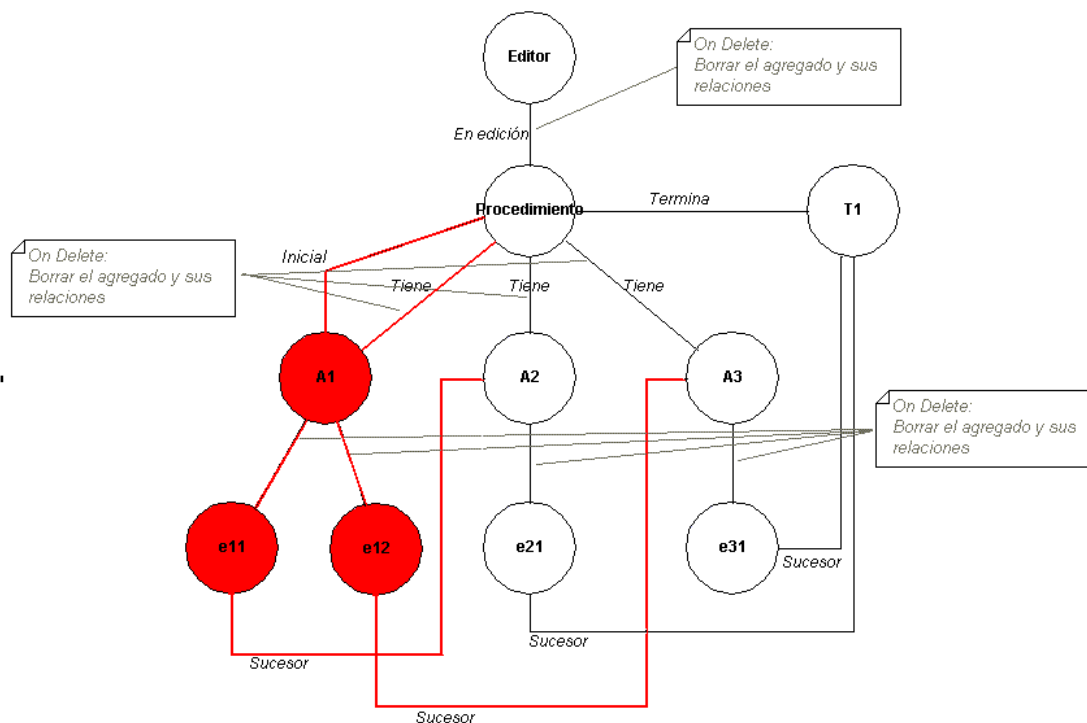 Editor
On Delete:
Borrar el agregado y sus
relaciones
En edición
Procedimiento
Termina
T1
On Delete:
Borrar el agregado y sus
relaciones
Inicial
Tiene
Tiene
Tiene
A1
A2
A3
On Delete:
Borrar el agregado y sus
relaciones
e11
e12
e21
e31
Sucesor
Sucesor
Sucesor
Sucesor